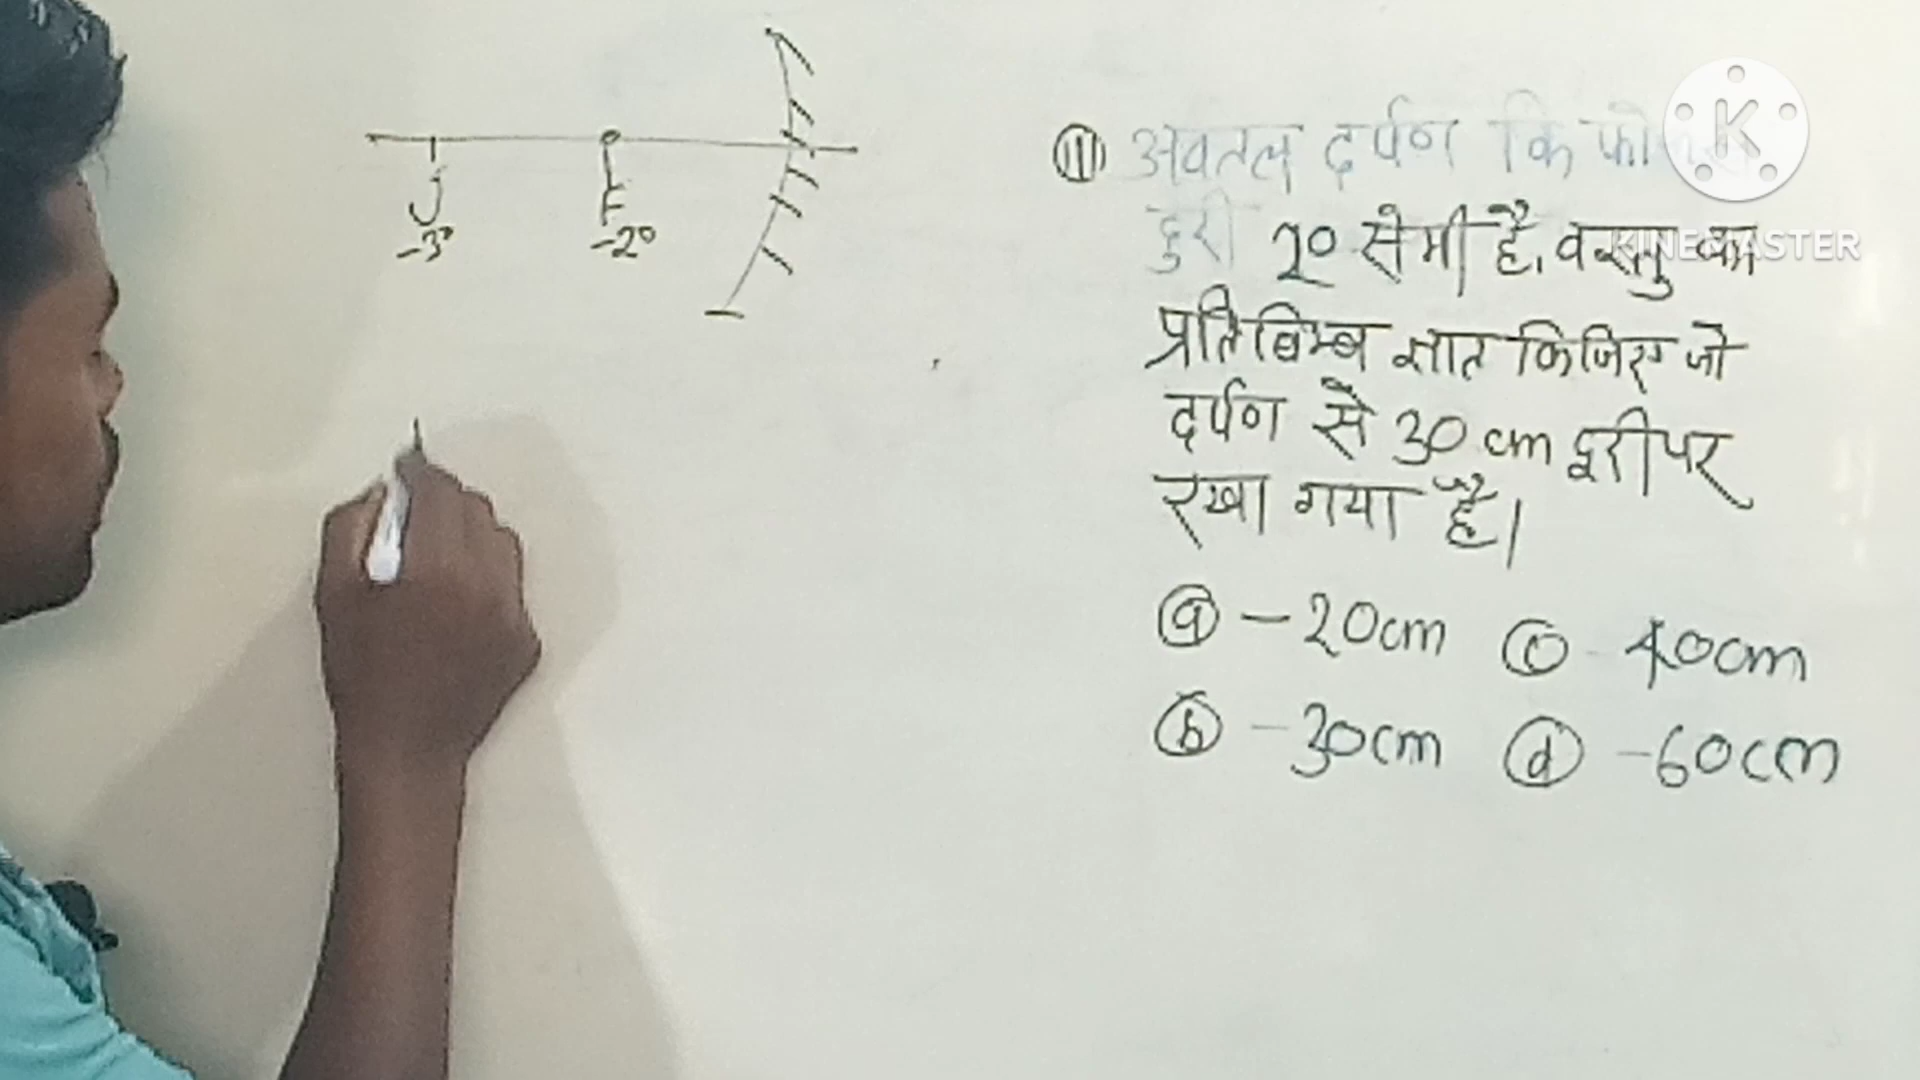 U
F
-30
-20
(III) अवतल दर्पण कि
दुरी 20 सेमी है, वस्तु का
प्रतिबिम्ब ज्ञात किजिए जो
दर्पण से 30 cm दूरी पर
रखा गया है।
(a) -20cm (c) -40cm
(b) -30cm (d) -60cm
K
KINEMASTER